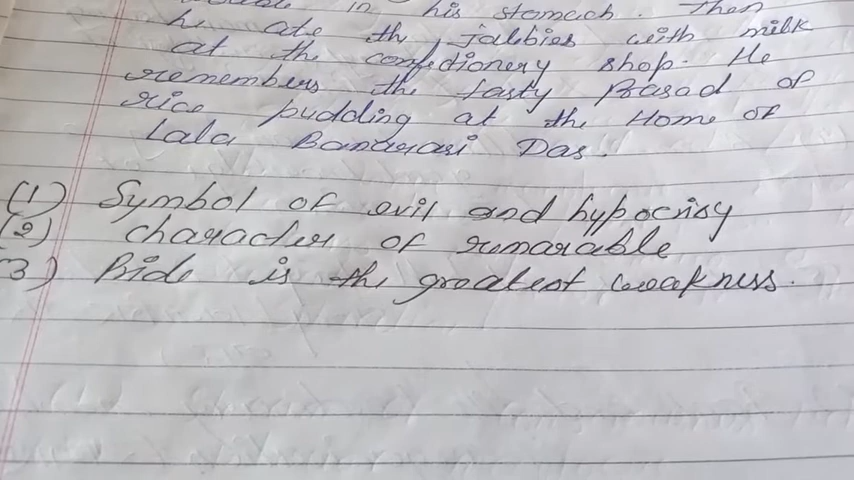 in his stomach. Then
he ate th jalebies with milk
at the confectionery shop. He
remembers the tasty Prasad of
rice pudding at the Home of
Lala Banarasi Das.
(1) Symbol of evil and hypocrisy
(2) character of remarable
(3) Pride is the greatest weakness.